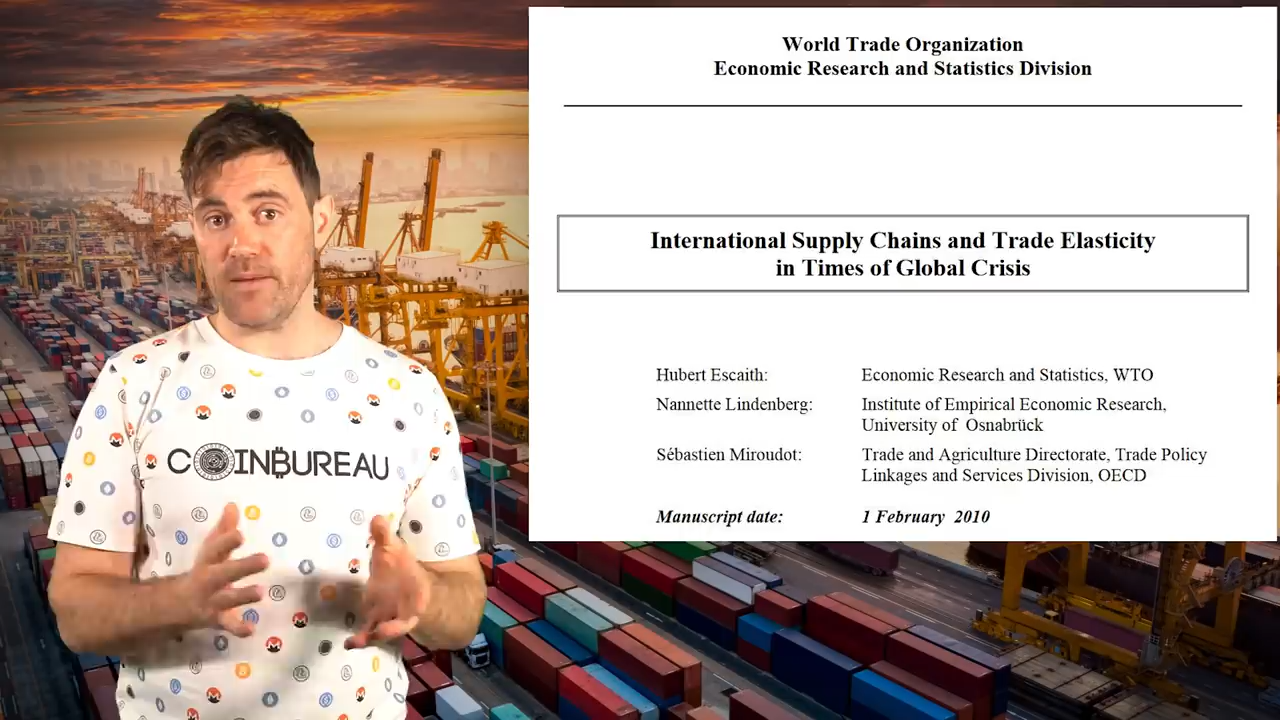 World Trade Organization
Economic Research and Statistics Division
International Supply Chains and Trade Elasticity
in Times of Global Crisis
Hubert Escaith: Economic Research and Statistics, WTO
Nannette Lindenberg: Institute of Empirical Economic Research,
University of Osnabrück
Sébastien Miroudot: Trade and Agriculture Directorate, Trade Policy
Linkages and Services Division, OECD
Manuscript date: 1 February 2010
COINBUREAU